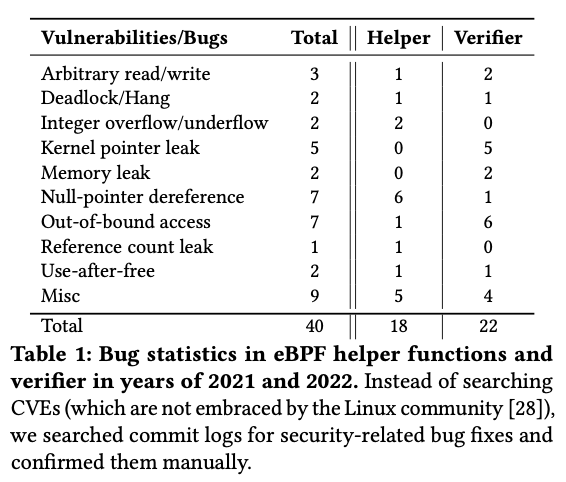 Vulnerabilities/Bugs Total Helper Verifier
Arbitrary read/write 3 1 2
Deadlock/Hang 2 1 1
Integer overflow/underflow 2 2 0
Kernel pointer leak 5 0 5
Memory leak 2 0 2
Null-pointer dereference 7 6 1
Out-of-bound access 7 1 6
Reference count leak 1 1 0
Use-after-free 2 1 1
Misc 9 5 4
Total 40 18 22
Table 1: Bug statistics in eBPF helper functions and
verifier in years of 2021 and 2022. Instead of searching
CVEs (which are not embraced by the Linux community [28]),
we searched commit logs for security-related bug fixes and
confirmed them manually.